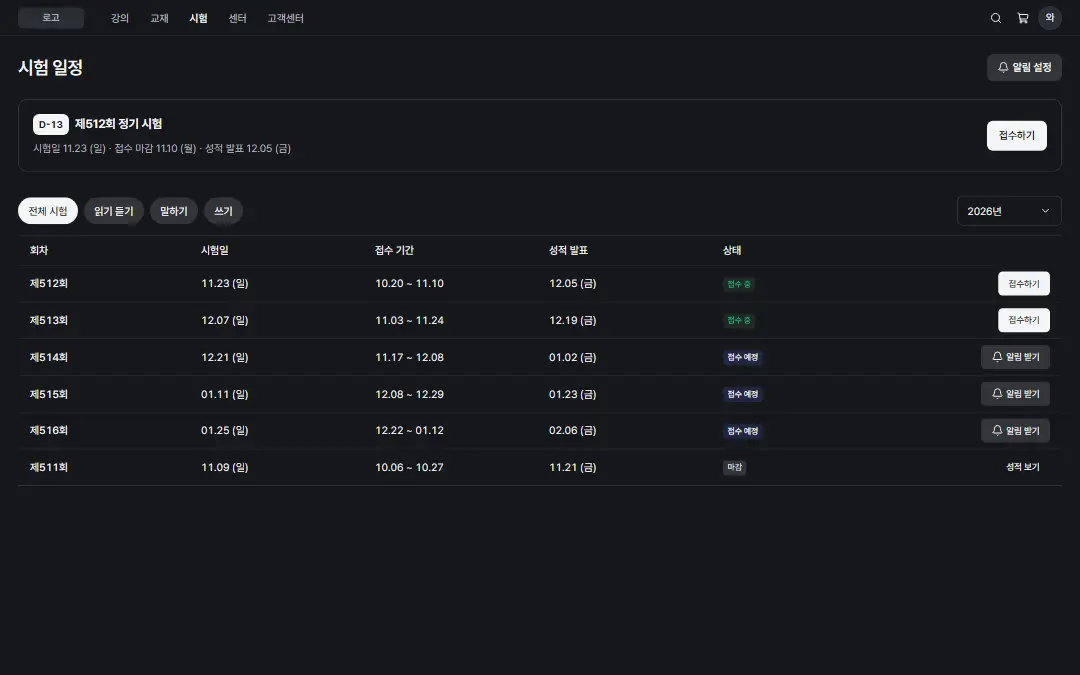 로고 강의 교재 시험 센터 고객센터 와
시험 일정 알림 설정
D-13 제512회 정기 시험
시험일 11.23 (일) · 접수 마감 11.10 (월) · 성적 발표 12.05 (금)
접수하기
전체 시험 읽기 듣기 말하기 쓰기 2026년
회차 시험일 접수 기간 성적 발표 상태
제512회 11.23 (일) 10.20 ~ 11.10 12.05 (금) 접수 중 접수하기
제513회 12.07 (일) 11.03 ~ 11.24 12.19 (금) 접수 중 접수하기
제514회 12.21 (일) 11.17 ~ 12.08 01.02 (금) 접수 예정 알림 받기
제515회 01.11 (일) 12.08 ~ 12.29 01.23 (금) 접수 예정 알림 받기
제516회 01.25 (일) 12.22 ~ 01.12 02.06 (금) 접수 예정 알림 받기
제511회 11.09 (일) 10.06 ~ 10.27 11.21 (금) 마감 성적 보기